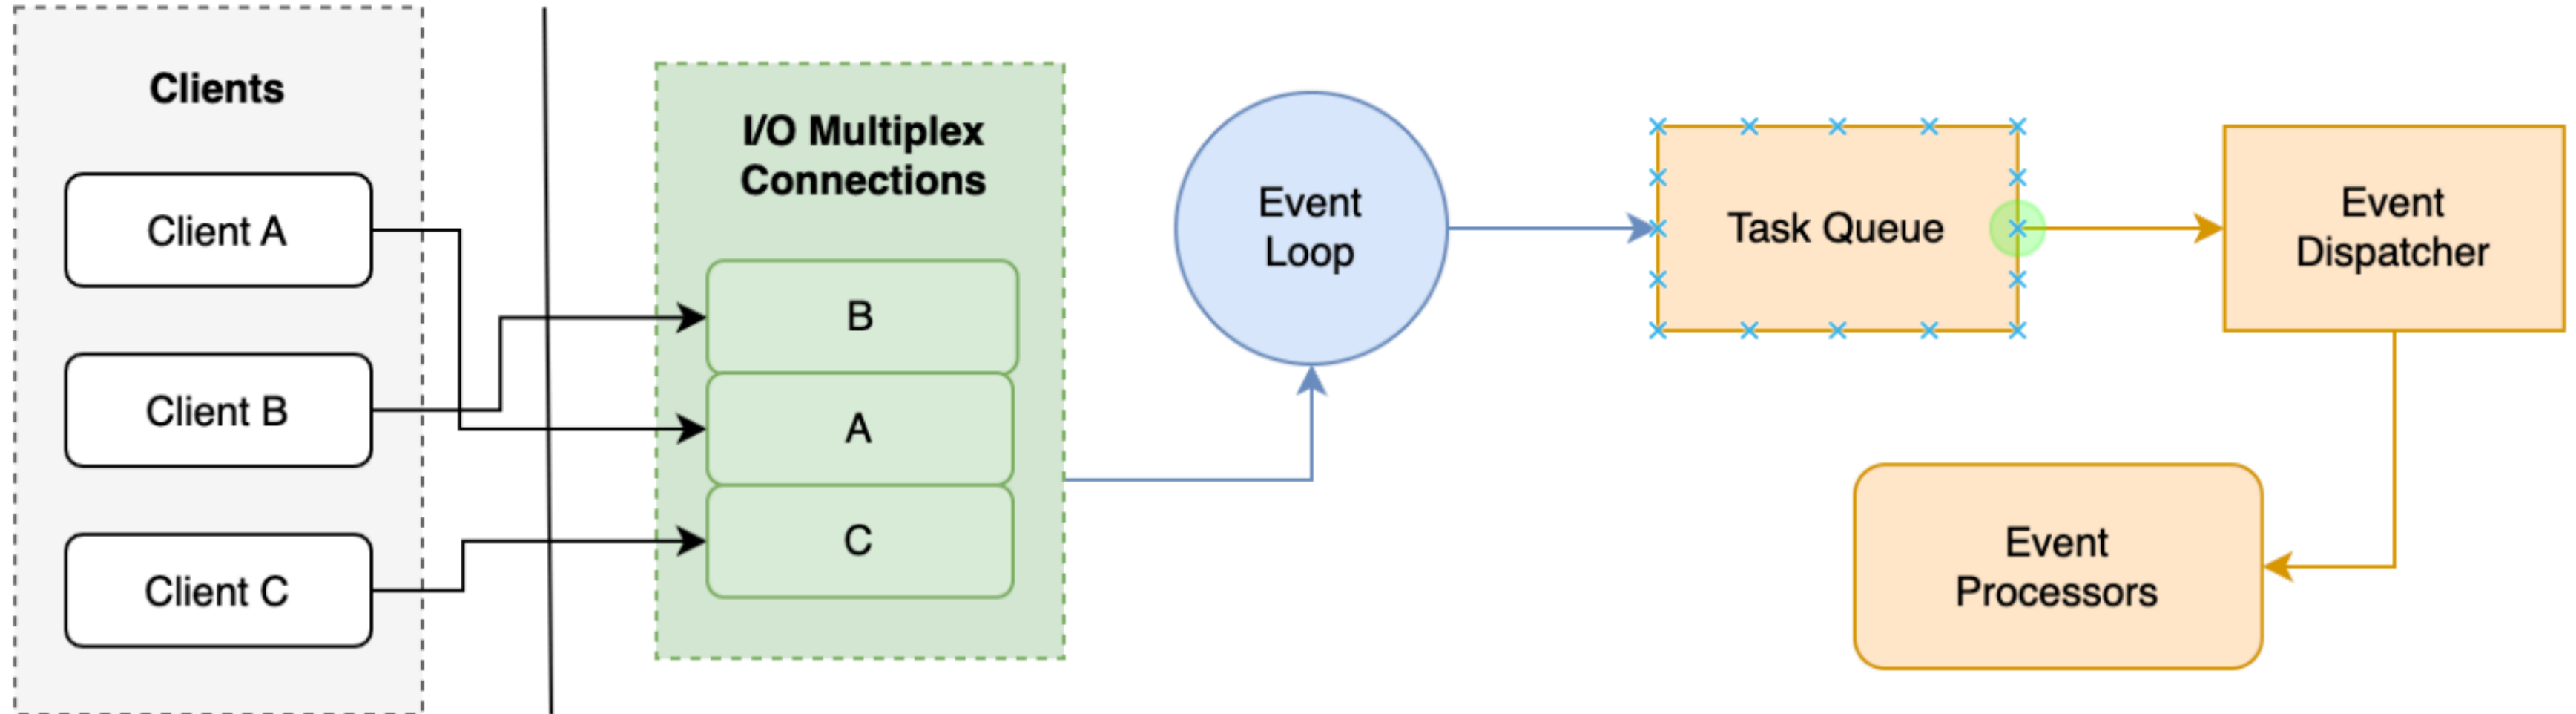 Clients
Client A
Client B
Client C
I/O Multiplex
Connections
B
A
C
Event
Loop
Task Queue
Event
Dispatcher
Event
Processors